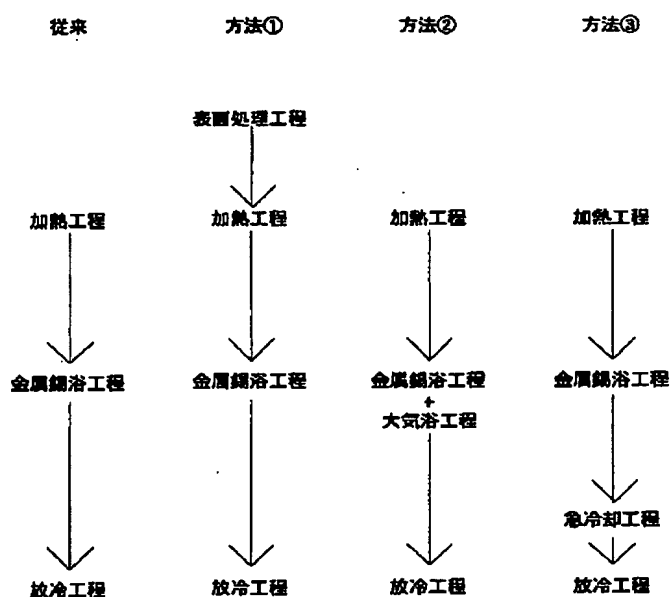 従来 方法① 方法② 方法③
表面処理工程
加熱工程 加熱工程 加熱工程 加熱工程
金属錫浴工程 金属錫浴工程 金属錫浴工程 金属錫浴工程
+
大気浴工程
急冷却工程
放冷工程 放冷工程 放冷工程 放冷工程